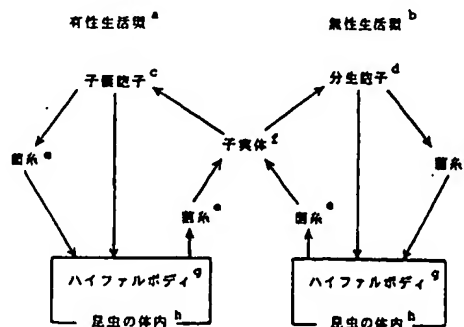 有性生活環 a
無性生活環 b
子嚢胞子 c
分生胞子 d
子実体 f
菌糸 e
菌糸
菌糸 e
菌糸 e
ハイファルボディ g
ハイファルボディ g
昆虫の体内 h
昆虫の体内 h